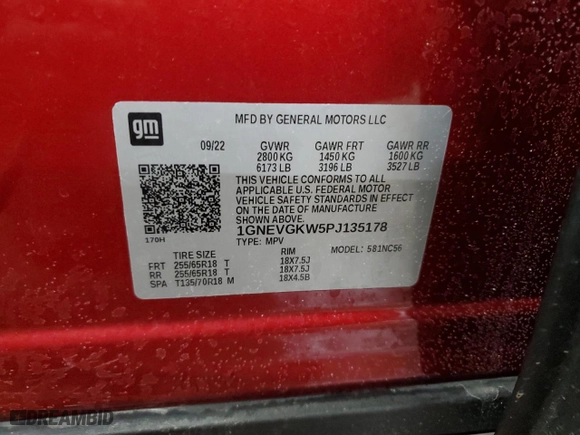 gm
MFD BY GENERAL MOTORS LLC
09/22 GVWR GAWR FRT GAWR RR
2800 KG 1450 KG 1600 KG
6173 LB 3196 LB 3527 LB
THIS VEHICLE CONFORMS TO ALL
APPLICABLE U.S. FEDERAL MOTOR
VEHICLE SAFETY STANDARDS IN EFFECT
ON THE DATE OF MANUFACTURE
SHOWN ABOVE.
1GNEVGKW5PJ135178
170H
TYPE: MPV MODEL: 581NC56
TIRE SIZE RIM
FRT 255/65R18 T 18X7.5J
RR 255/65R18 T 18X7.5J
SPA T135/70R18 M 18X4.5B
DREAMBID